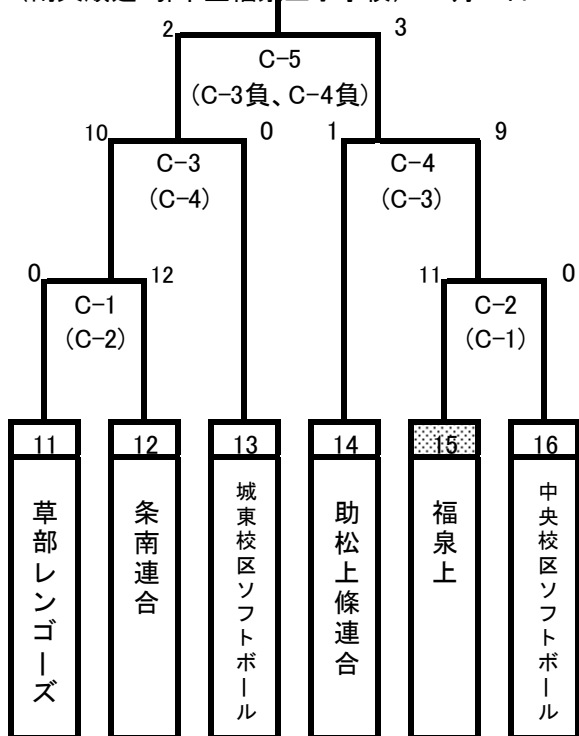 2 3
C-5
(C-3負、C-4負)
10 0 1 9
C-3 C-4
(C-4) (C-3)
0 12 11 0
C-1 C-2
(C-2) (C-1)
11 12 13 14 15 16
草部レンゴーズ
条南連合
城東校区ソフトボール
助松上條連合
福泉上
中央校区ソフトボール